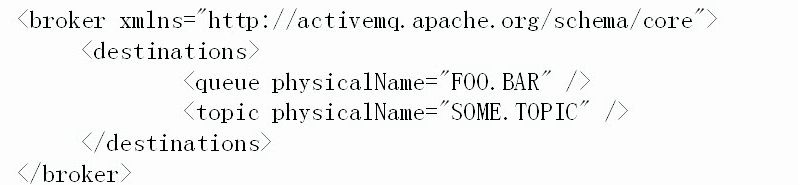 <broker xmlns="http://activemq.apache.org/schema/core">
<destinations>
<queue physicalName="FOO.BAR" />
<topic physicalName="SOME.TOPIC" />
</destinations>
</broker>